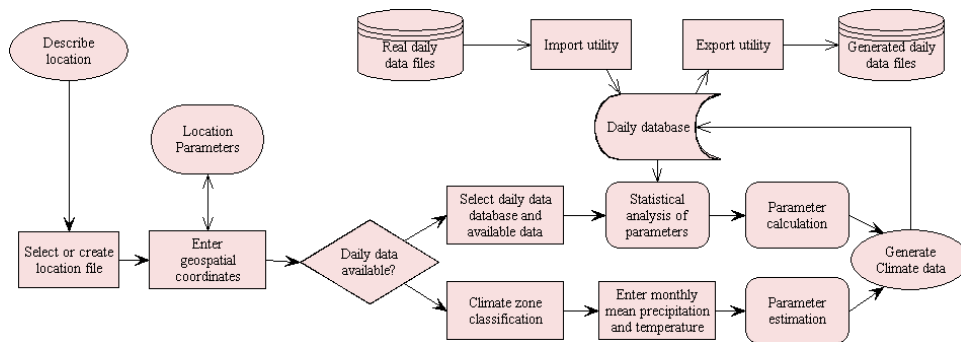 Describe
location
Real daily
data files
Import utility
Export utility
Generated daily
data files
Daily database
Location
Parameters
Select or create
location file
Enter
geospatial
coordinates
Daily data
available?
Select daily data
database and
available data
Statistical
analysis of
parameters
Parameter
calculation
Generate
Climate data
Climate zone
classification
Enter monthly
mean precipitation
and temperature
Parameter
estimation